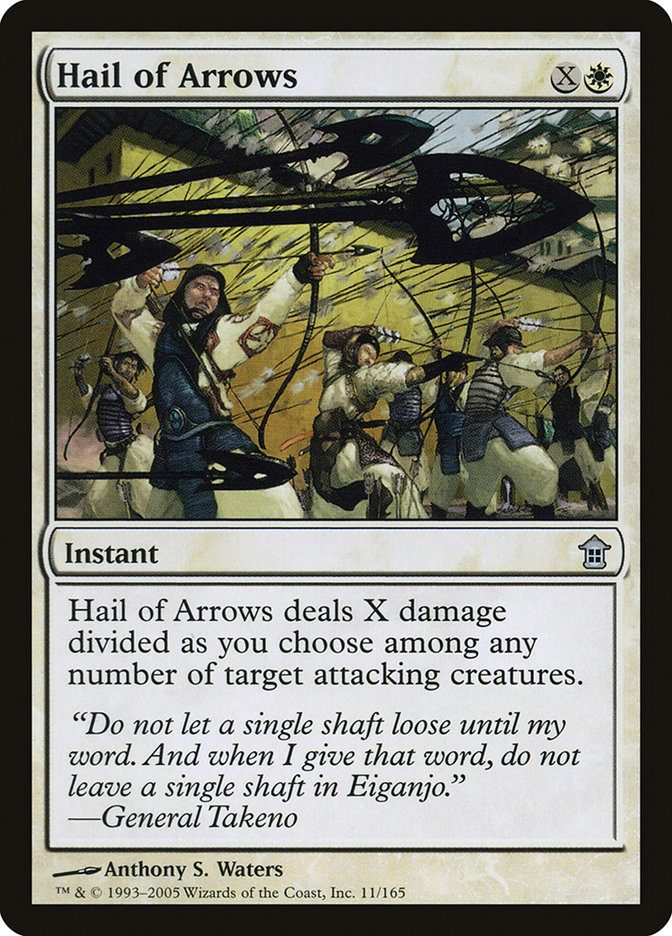 Hail of Arrows X
Instant
Hail of Arrows deals X damage
divided as you choose among any
number of target attacking creatures.
“Do not let a single shaft loose until my
word. And when I give that word, do not
leave a single shaft in Eiganjo.”
—General Takeno
Anthony S. Waters
™ & © 1993–2005 Wizards of the Coast, Inc. 11/165